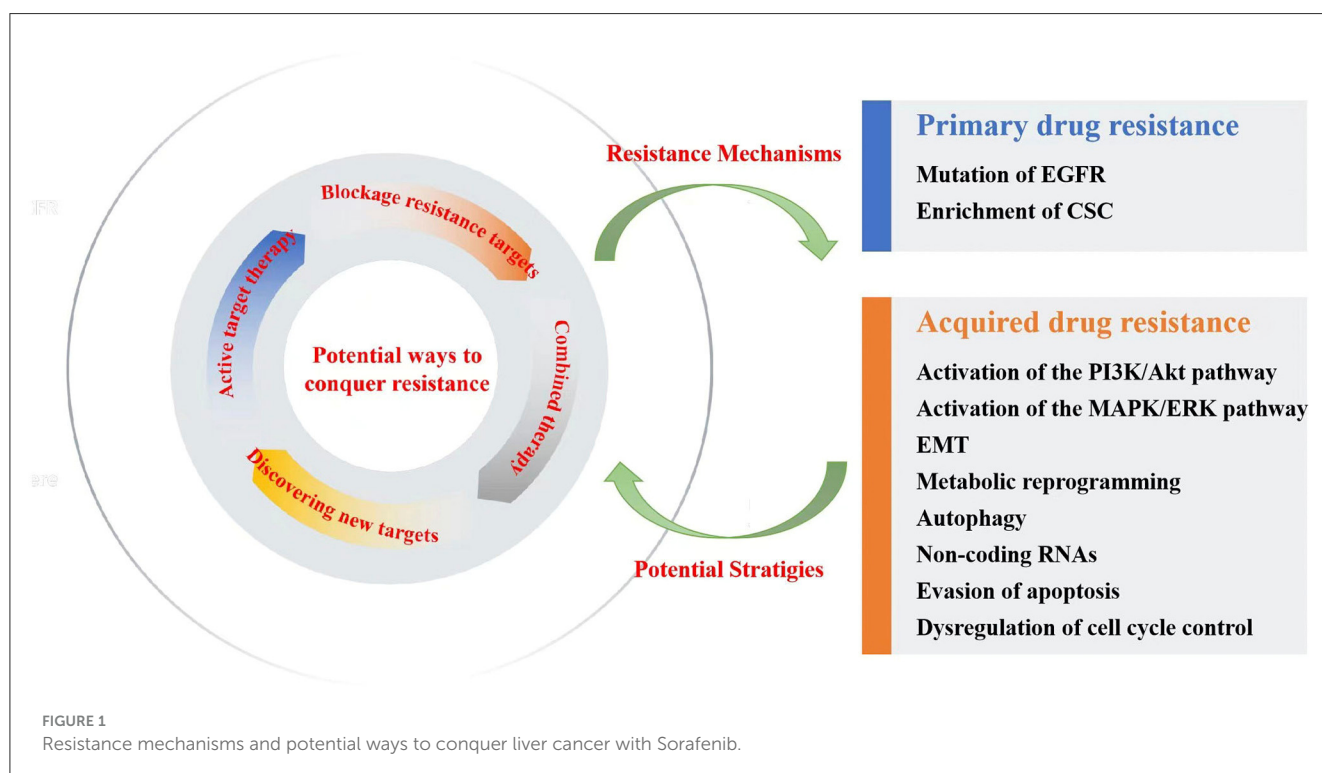 Blockage resistance targets
Active target therapy
Combined therapy
Discovering new targets
Potential ways to
conquer resistance
Resistance Mechanisms
Potential Stratigies
Primary drug resistance
Mutation of EGFR
Enrichment of CSC
Acquired drug resistance
Activation of the PI3K/Akt pathway
Activation of the MAPK/ERK pathway
EMT
Metabolic reprogramming
Autophagy
Non-coding RNAs
Evasion of apoptosis
Dysregulation of cell cycle control
FIGURE 1
Resistance mechanisms and potential ways to conquer liver cancer with Sorafenib.